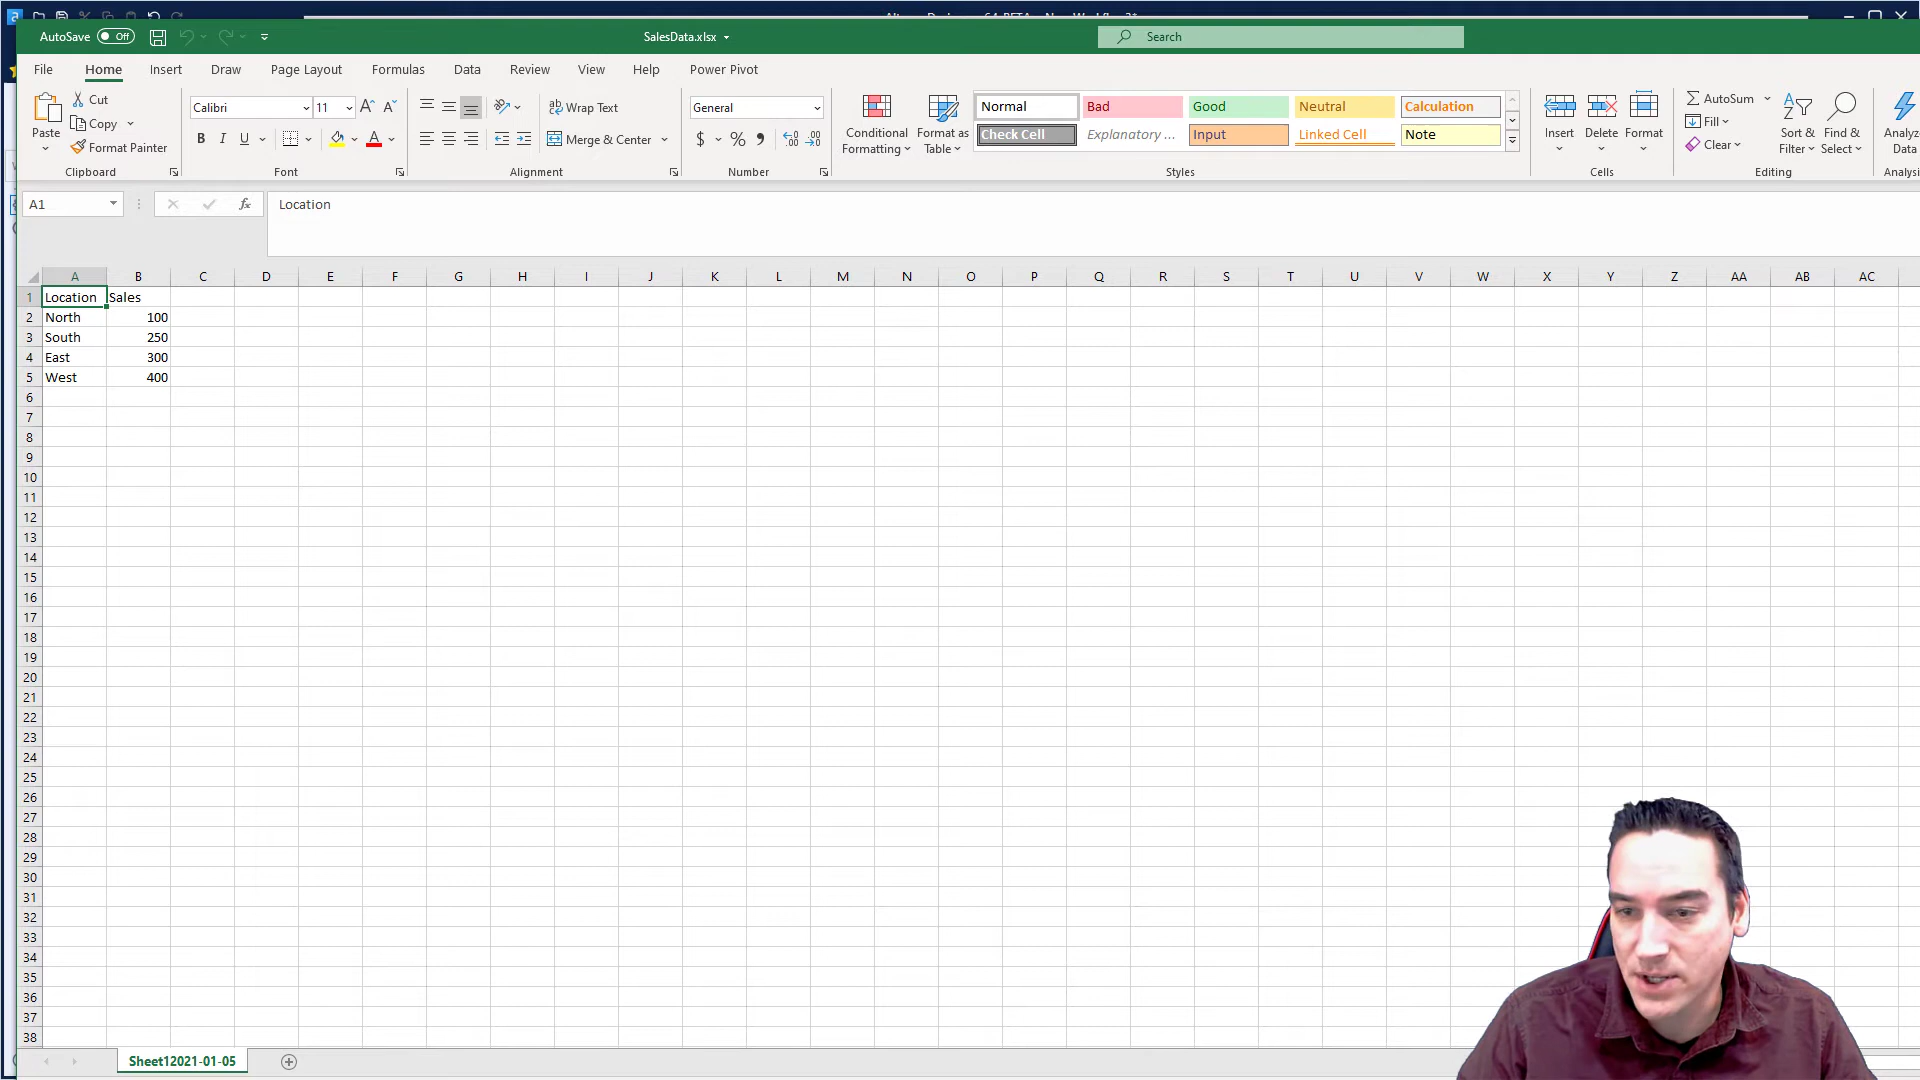 AutoSave Off
SalesData.xlsx
Search
File Home Insert Draw Page Layout Formulas Data Review View Help Power Pivot
Paste
Cut
Copy
Format Painter
Clipboard
Calibri 11
B I U
Font
Wrap Text
Merge & Center
Alignment
General
$ % ,
Number
Conditional Formatting
Format as Table
Normal Bad Good Neutral Calculation
Check Cell Explanatory ... Input Linked Cell Note
Styles
Insert Delete Format
Cells
AutoSum
Fill
Clear
Sort & Filter
Find & Select
Editing
Analyz
Data
Analysi
A1 fx Location
A B C D E F G H I J K L M N O P Q R S T U V W X Y Z AA AB AC
1 Location Sales
2 North 100
3 South 250
4 East 300
5 West 400
6
7
8
9
10
11
12
13
14
15
16
17
18
19
20
21
22
23
24
25
26
27
28
29
30
31
32
33
34
35
36
37
38
Sheet12021-01-05